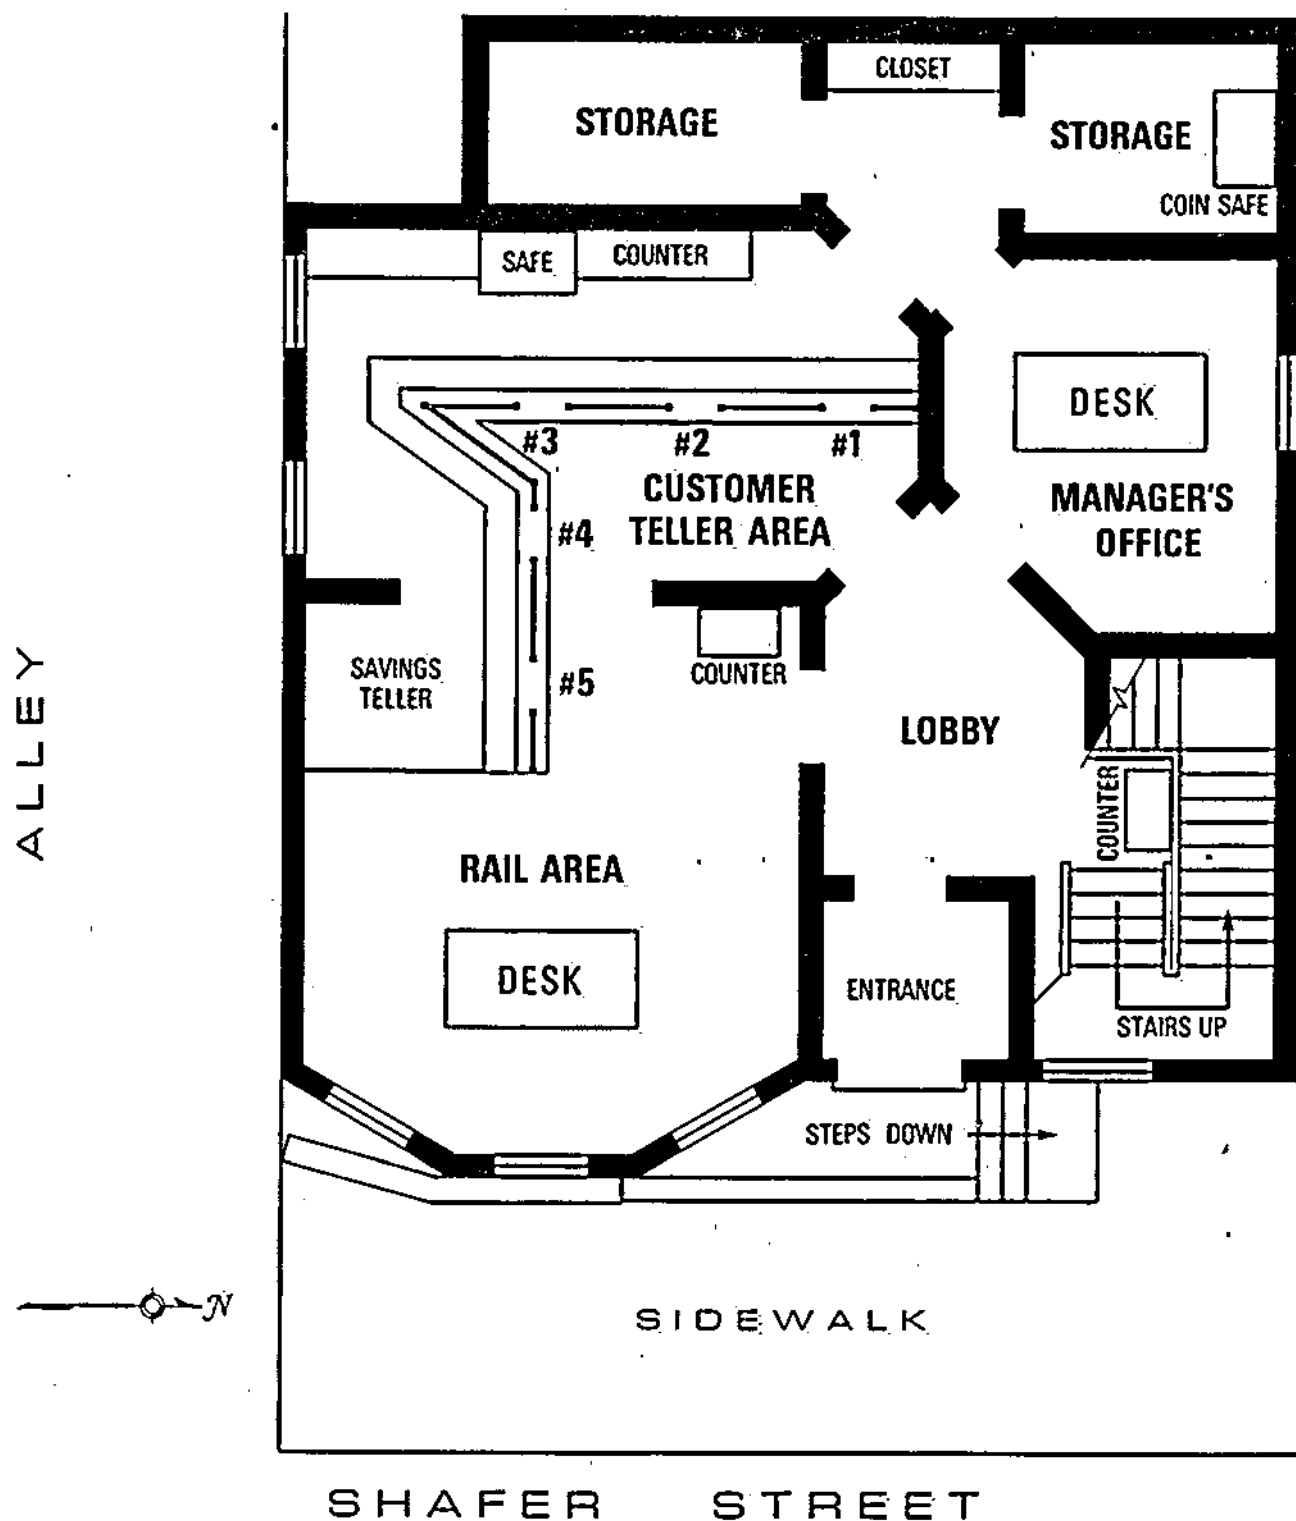 CLOSET
STORAGE
STORAGE
COIN SAFE
SAFE
COUNTER
DESK
#3
#2
#1
CUSTOMER
TELLER AREA
MANAGER'S
OFFICE
#4
SAVINGS
TELLER
#5
COUNTER
LOBBY
COUNTER
ALLEY
RAIL AREA
DESK
ENTRANCE
STAIRS UP
STEPS DOWN
N
SIDEWALK
SHAFER STREET